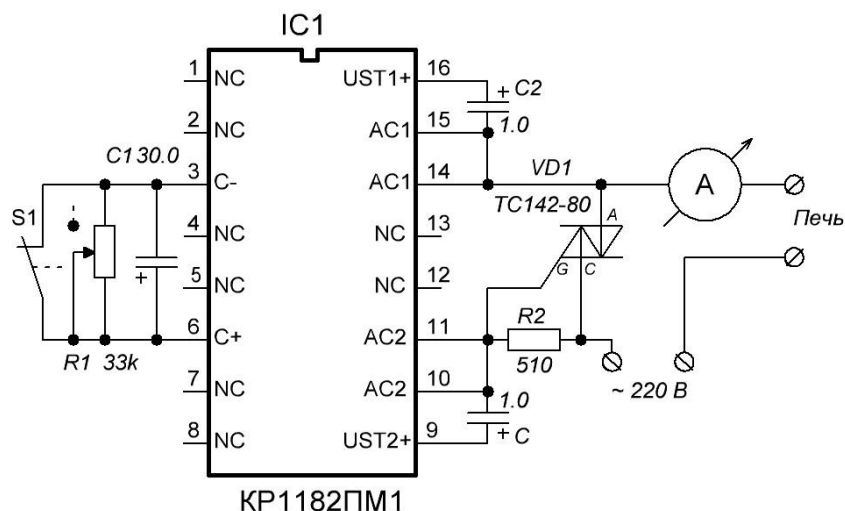 IC1
1 NC UST1+ 16
+ C2
2 NC AC1 15
1.0
C1 30.0
3 C- AC1 14
VD1
A
S1
TC142-80
A
Печь
4 NC NC 13
G C
5 NC NC 12
R2
6 C+ AC2 11
R1 33k
510
7 NC AC2 10
1.0
~ 220 В
+ C
8 NC UST2+ 9
+
КР1182ПМ1